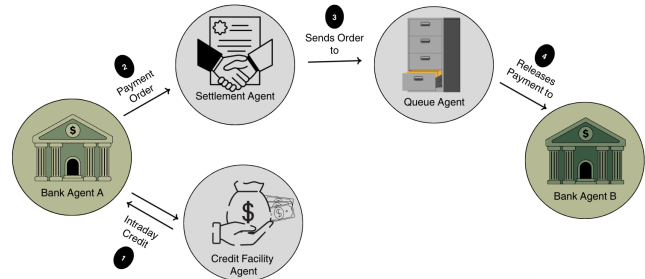 3
Sends Order
to
2
Payment
Order
Settlement Agent
Queue Agent
4
Releases
Payment to
$
Bank Agent A
$
Bank Agent B
Intraday
Credit
1
$
Credit Facility
Agent